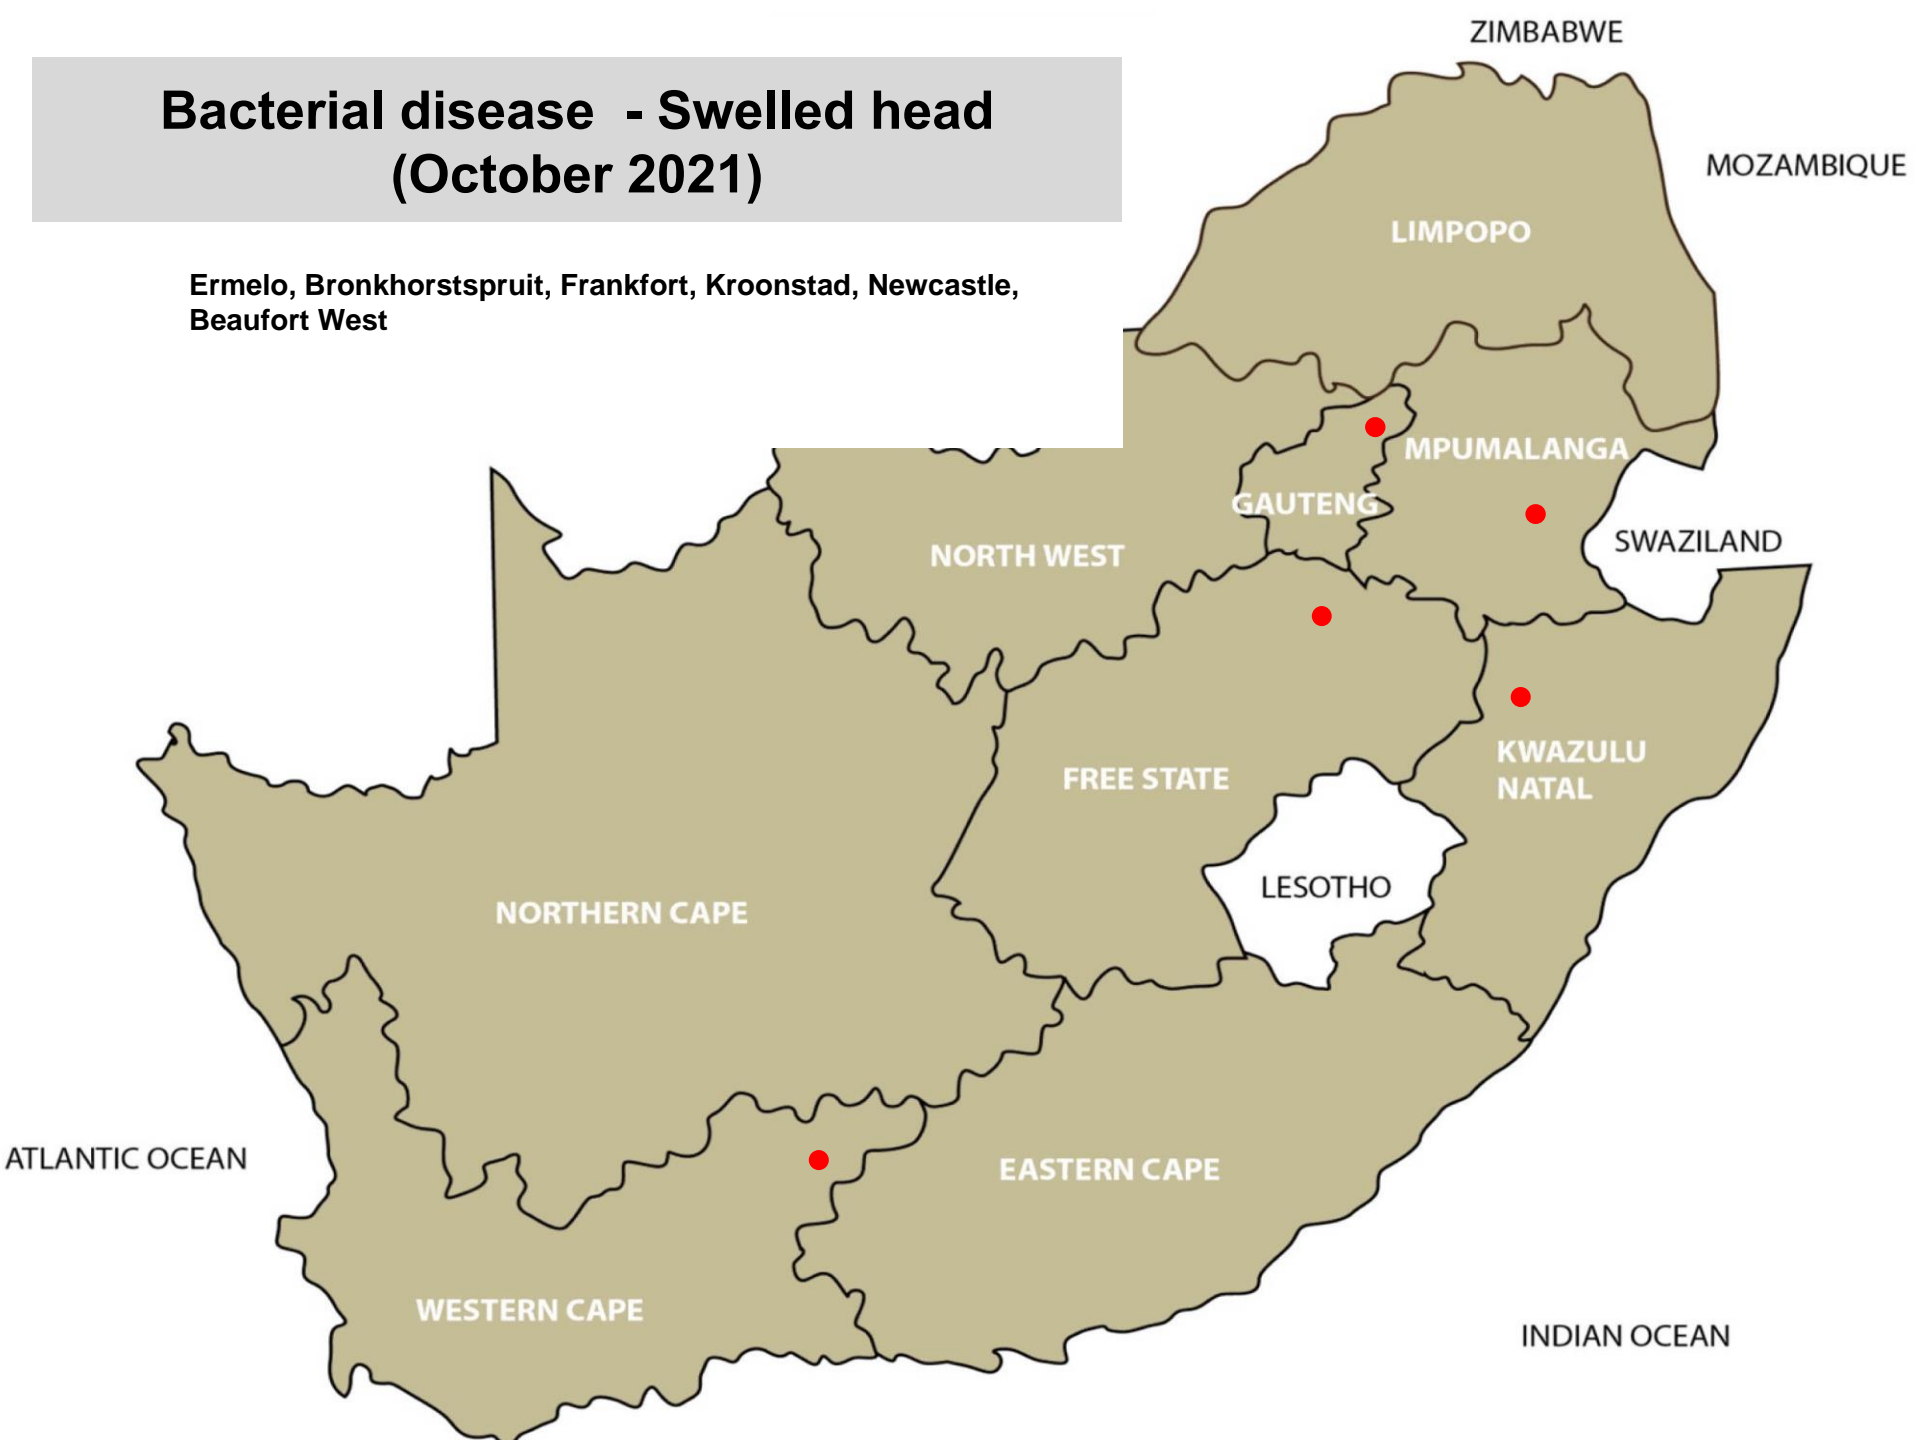 ZIMBABWE
Bacterial disease - Swelled head
(October 2021)
MOZAMBIQUE
LIMPOPO
Ermelo, Bronkhorstspruit, Frankfort, Kroonstad, Newcastle,
Beaufort West
MPUMALANGA
GAUTENG
SWAZILAND
NORTH WEST
KWAZULU
NATAL
FREE STATE
LESOTHO
NORTHERN CAPE
ATLANTIC OCEAN
EASTERN CAPE
WESTERN CAPE
INDIAN OCEAN